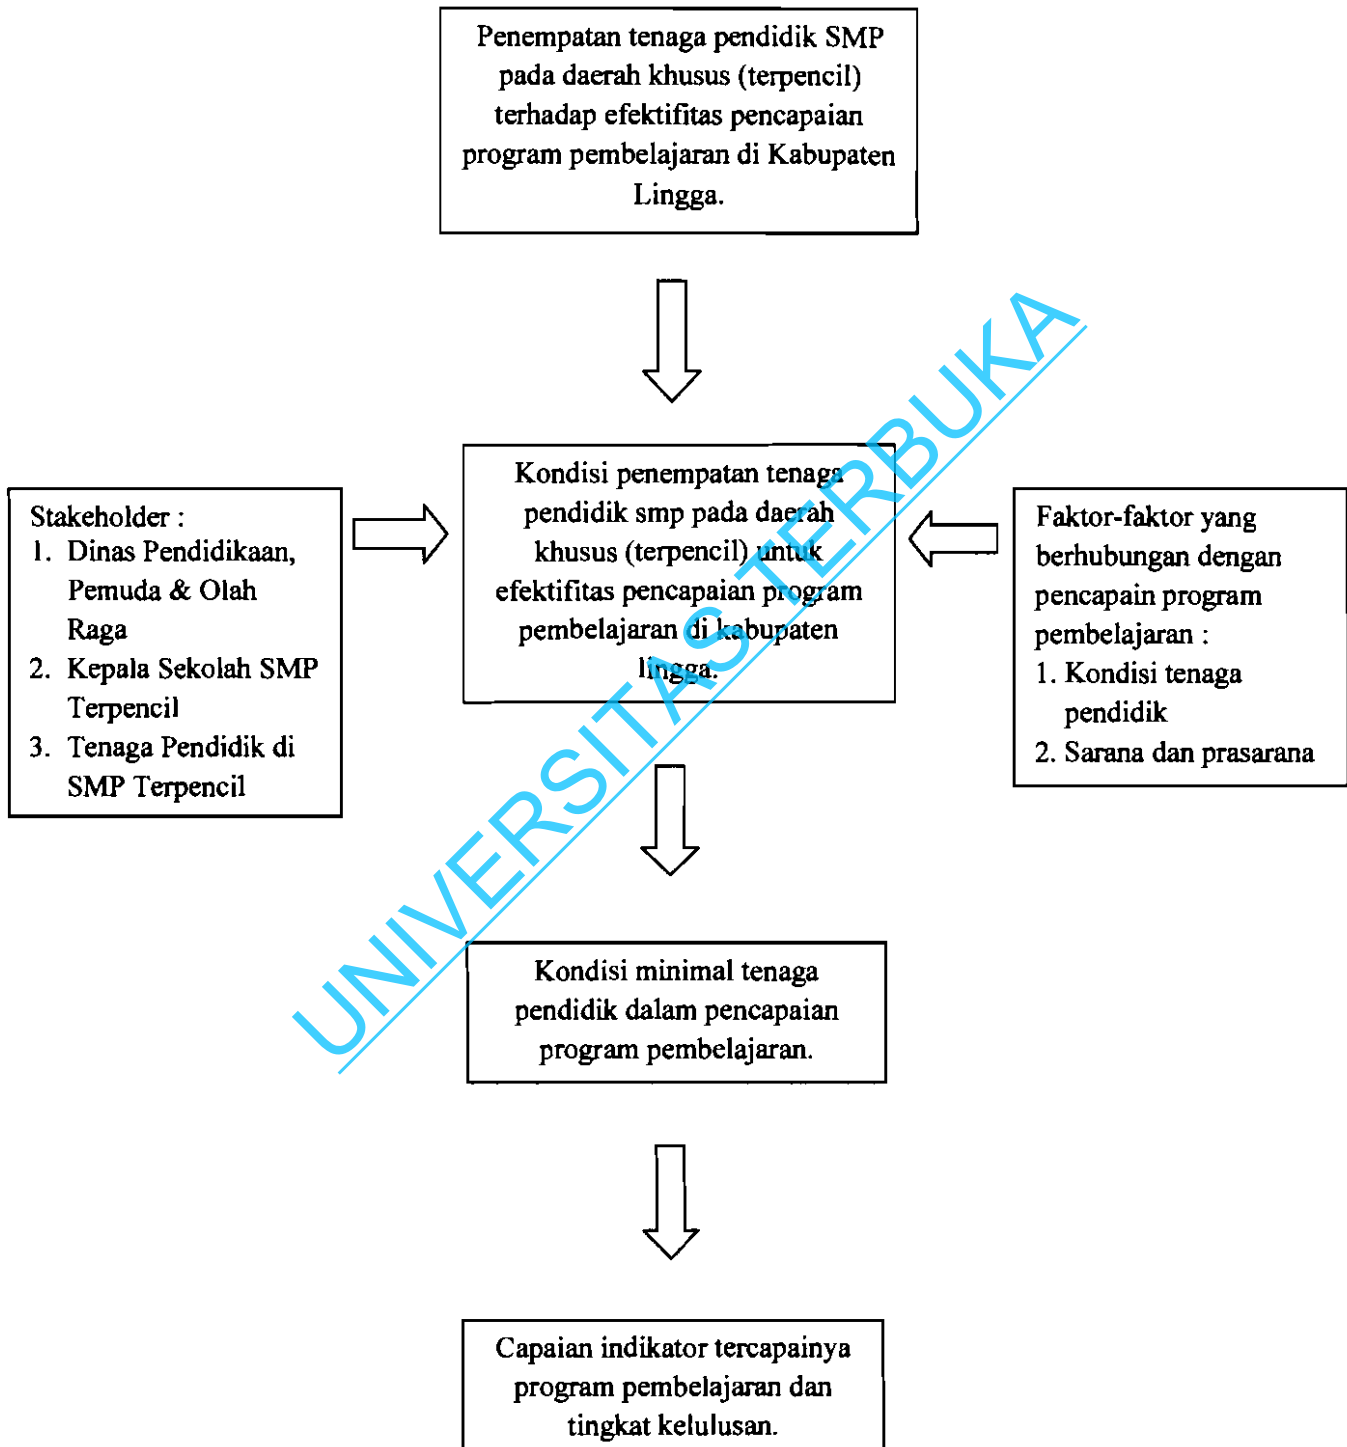 Penempatan tenaga pendidik SMP
pada daerah khusus (terpencil)
terhadap efektifitas pencapaian
program pembelajaran di Kabupaten
Lingga.
Stakeholder :
1. Dinas Pendidikaan,
Pemuda & Olah
Raga
2. Kepala Sekolah SMP
Terpencil
3. Tenaga Pendidik di
SMP Terpencil
Kondisi penempatan tenaga
pendidik smp pada daerah
khusus (terpencil) untuk
efektifitas pencapaian program
pembelajaran di kabupaten
lingga.
Faktor-faktor yang
berhubungan dengan
pencapain program
pembelajaran :
1. Kondisi tenaga
pendidik
2. Sarana dan prasarana
Kondisi minimal tenaga
pendidik dalam pencapaian
program pembelajaran.
Capaian indikator tercapainya
program pembelajaran dan
tingkat kelulusan.
UNIVERSITAS TERBUKA